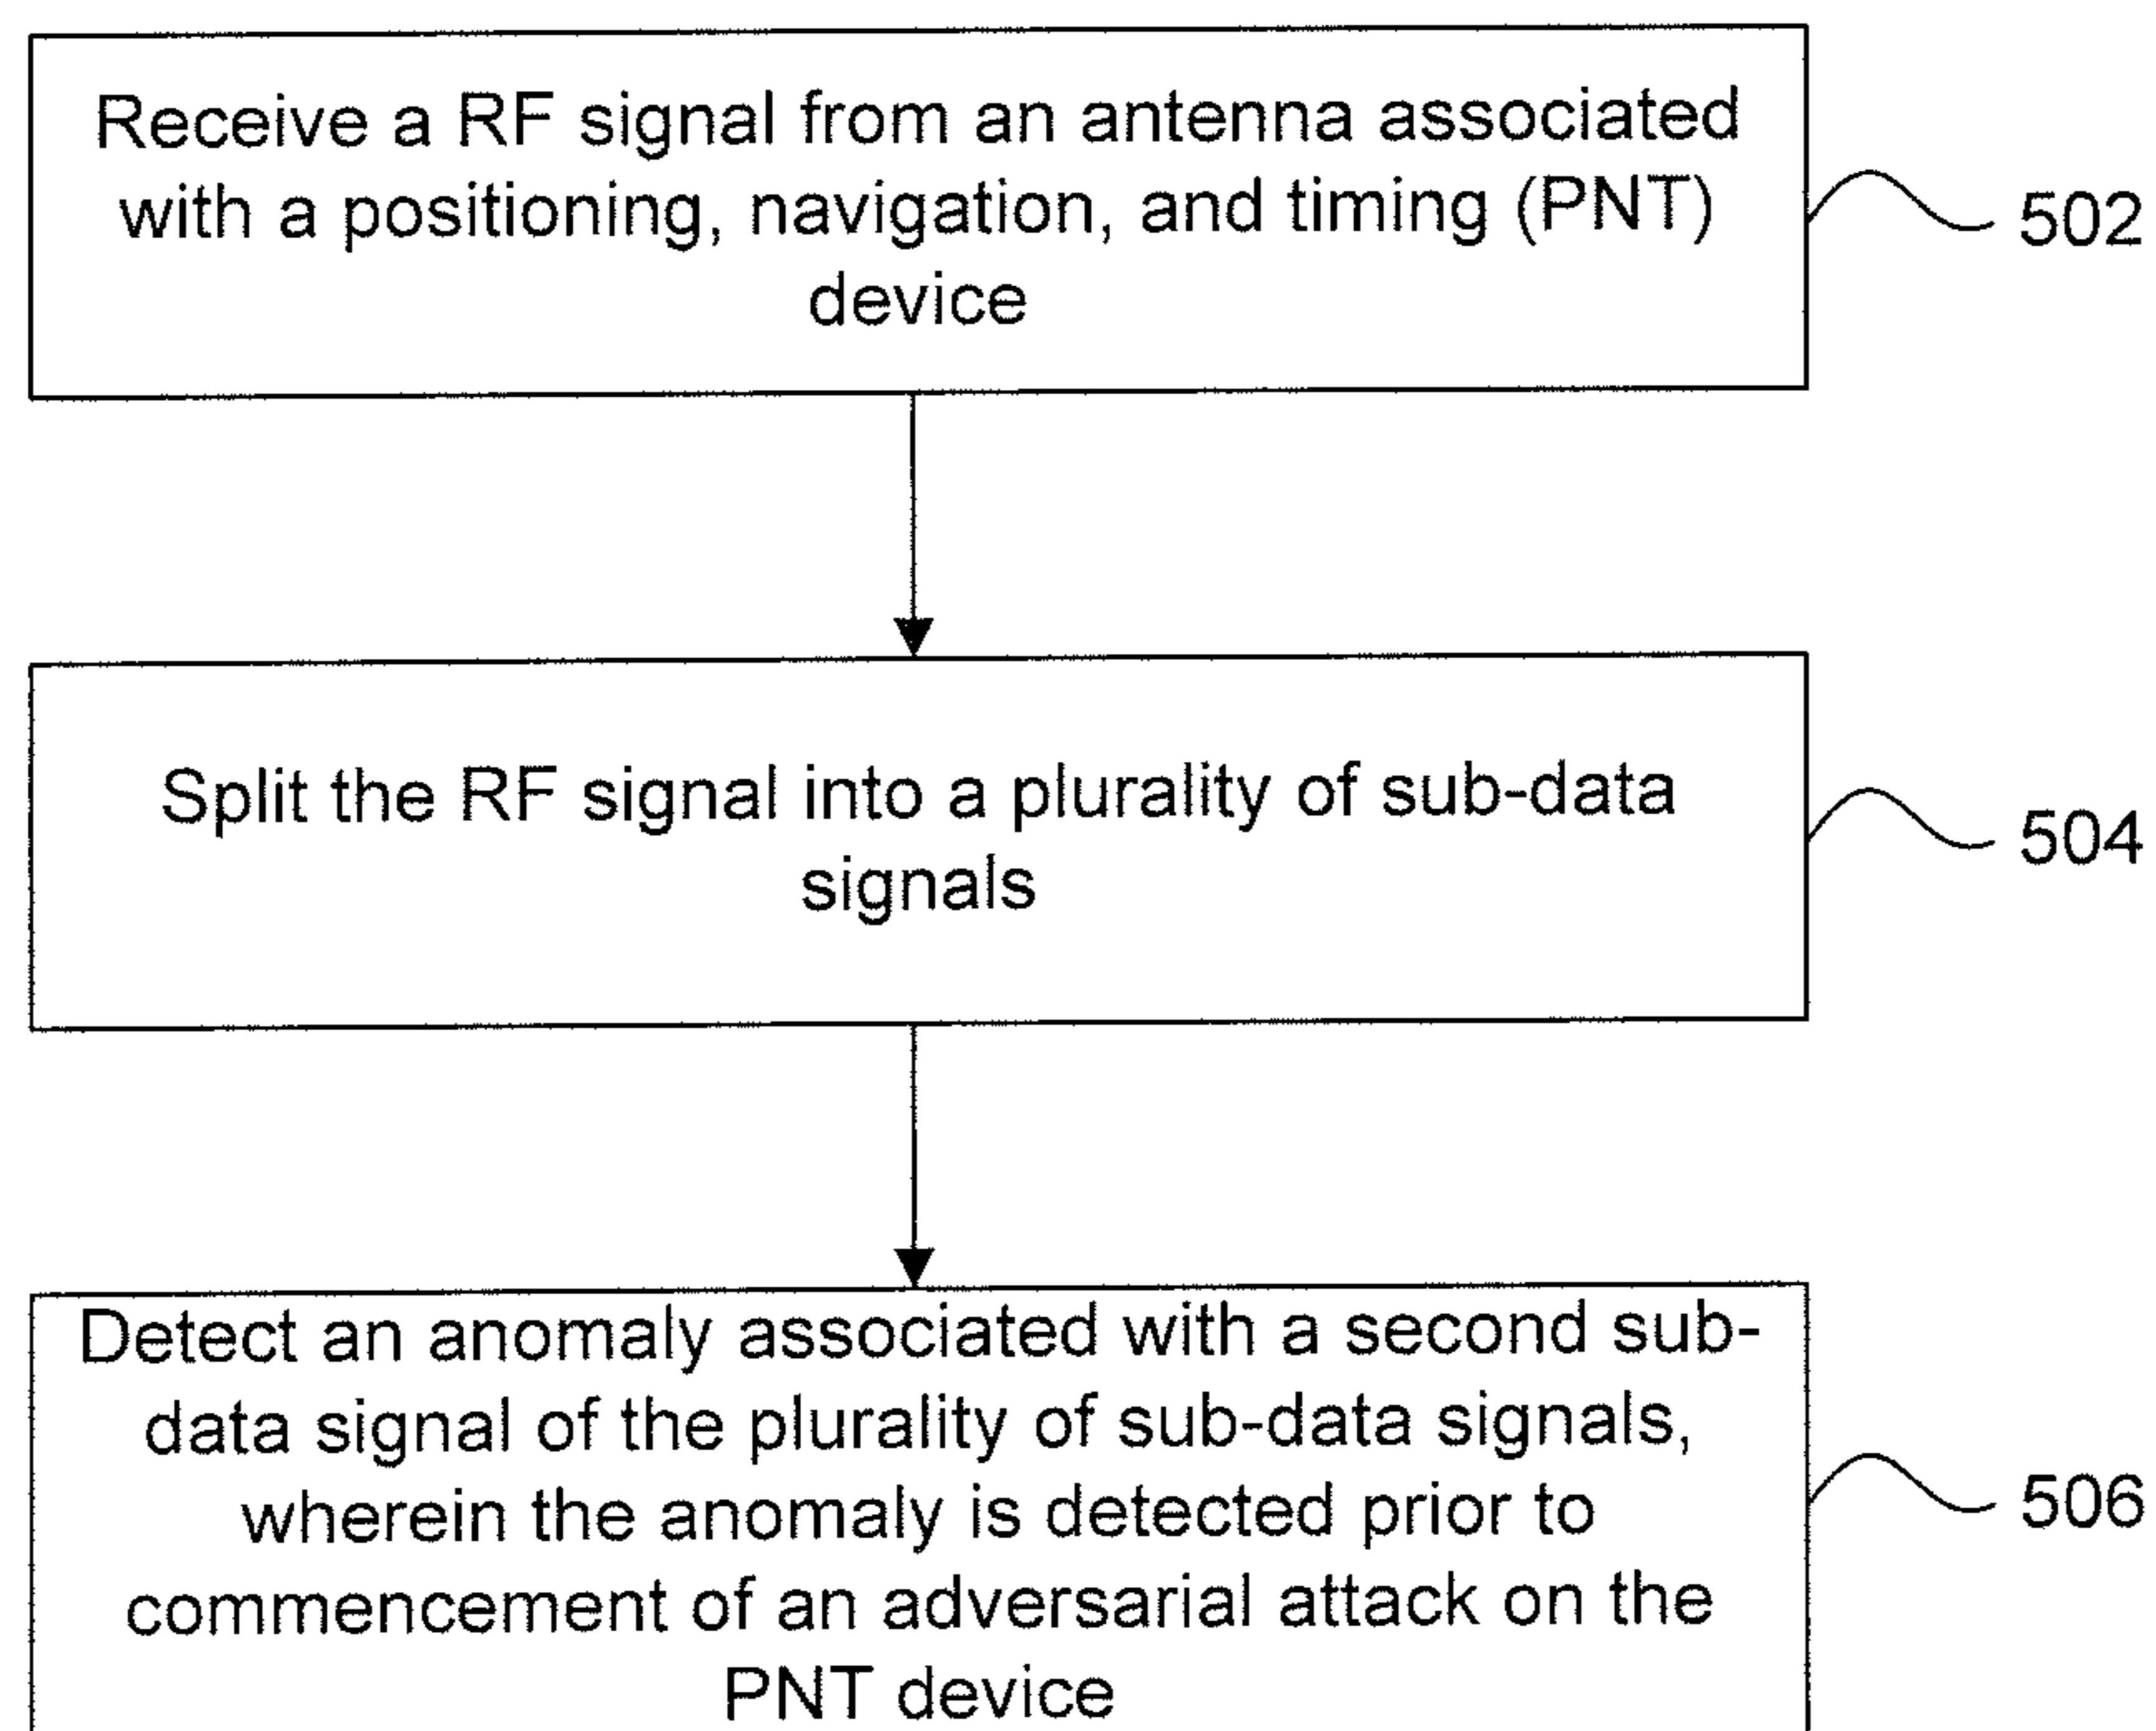 Receive a RF signal from an antenna associated
with a positioning, navigation, and timing (PNT)
device
502
Split the RF signal into a plurality of sub-data
signals
504
Detect an anomaly associated with a second sub-
data signal of the plurality of sub-data signals,
wherein the anomaly is detected prior to
commencement of an adversarial attack on the
PNT device
506